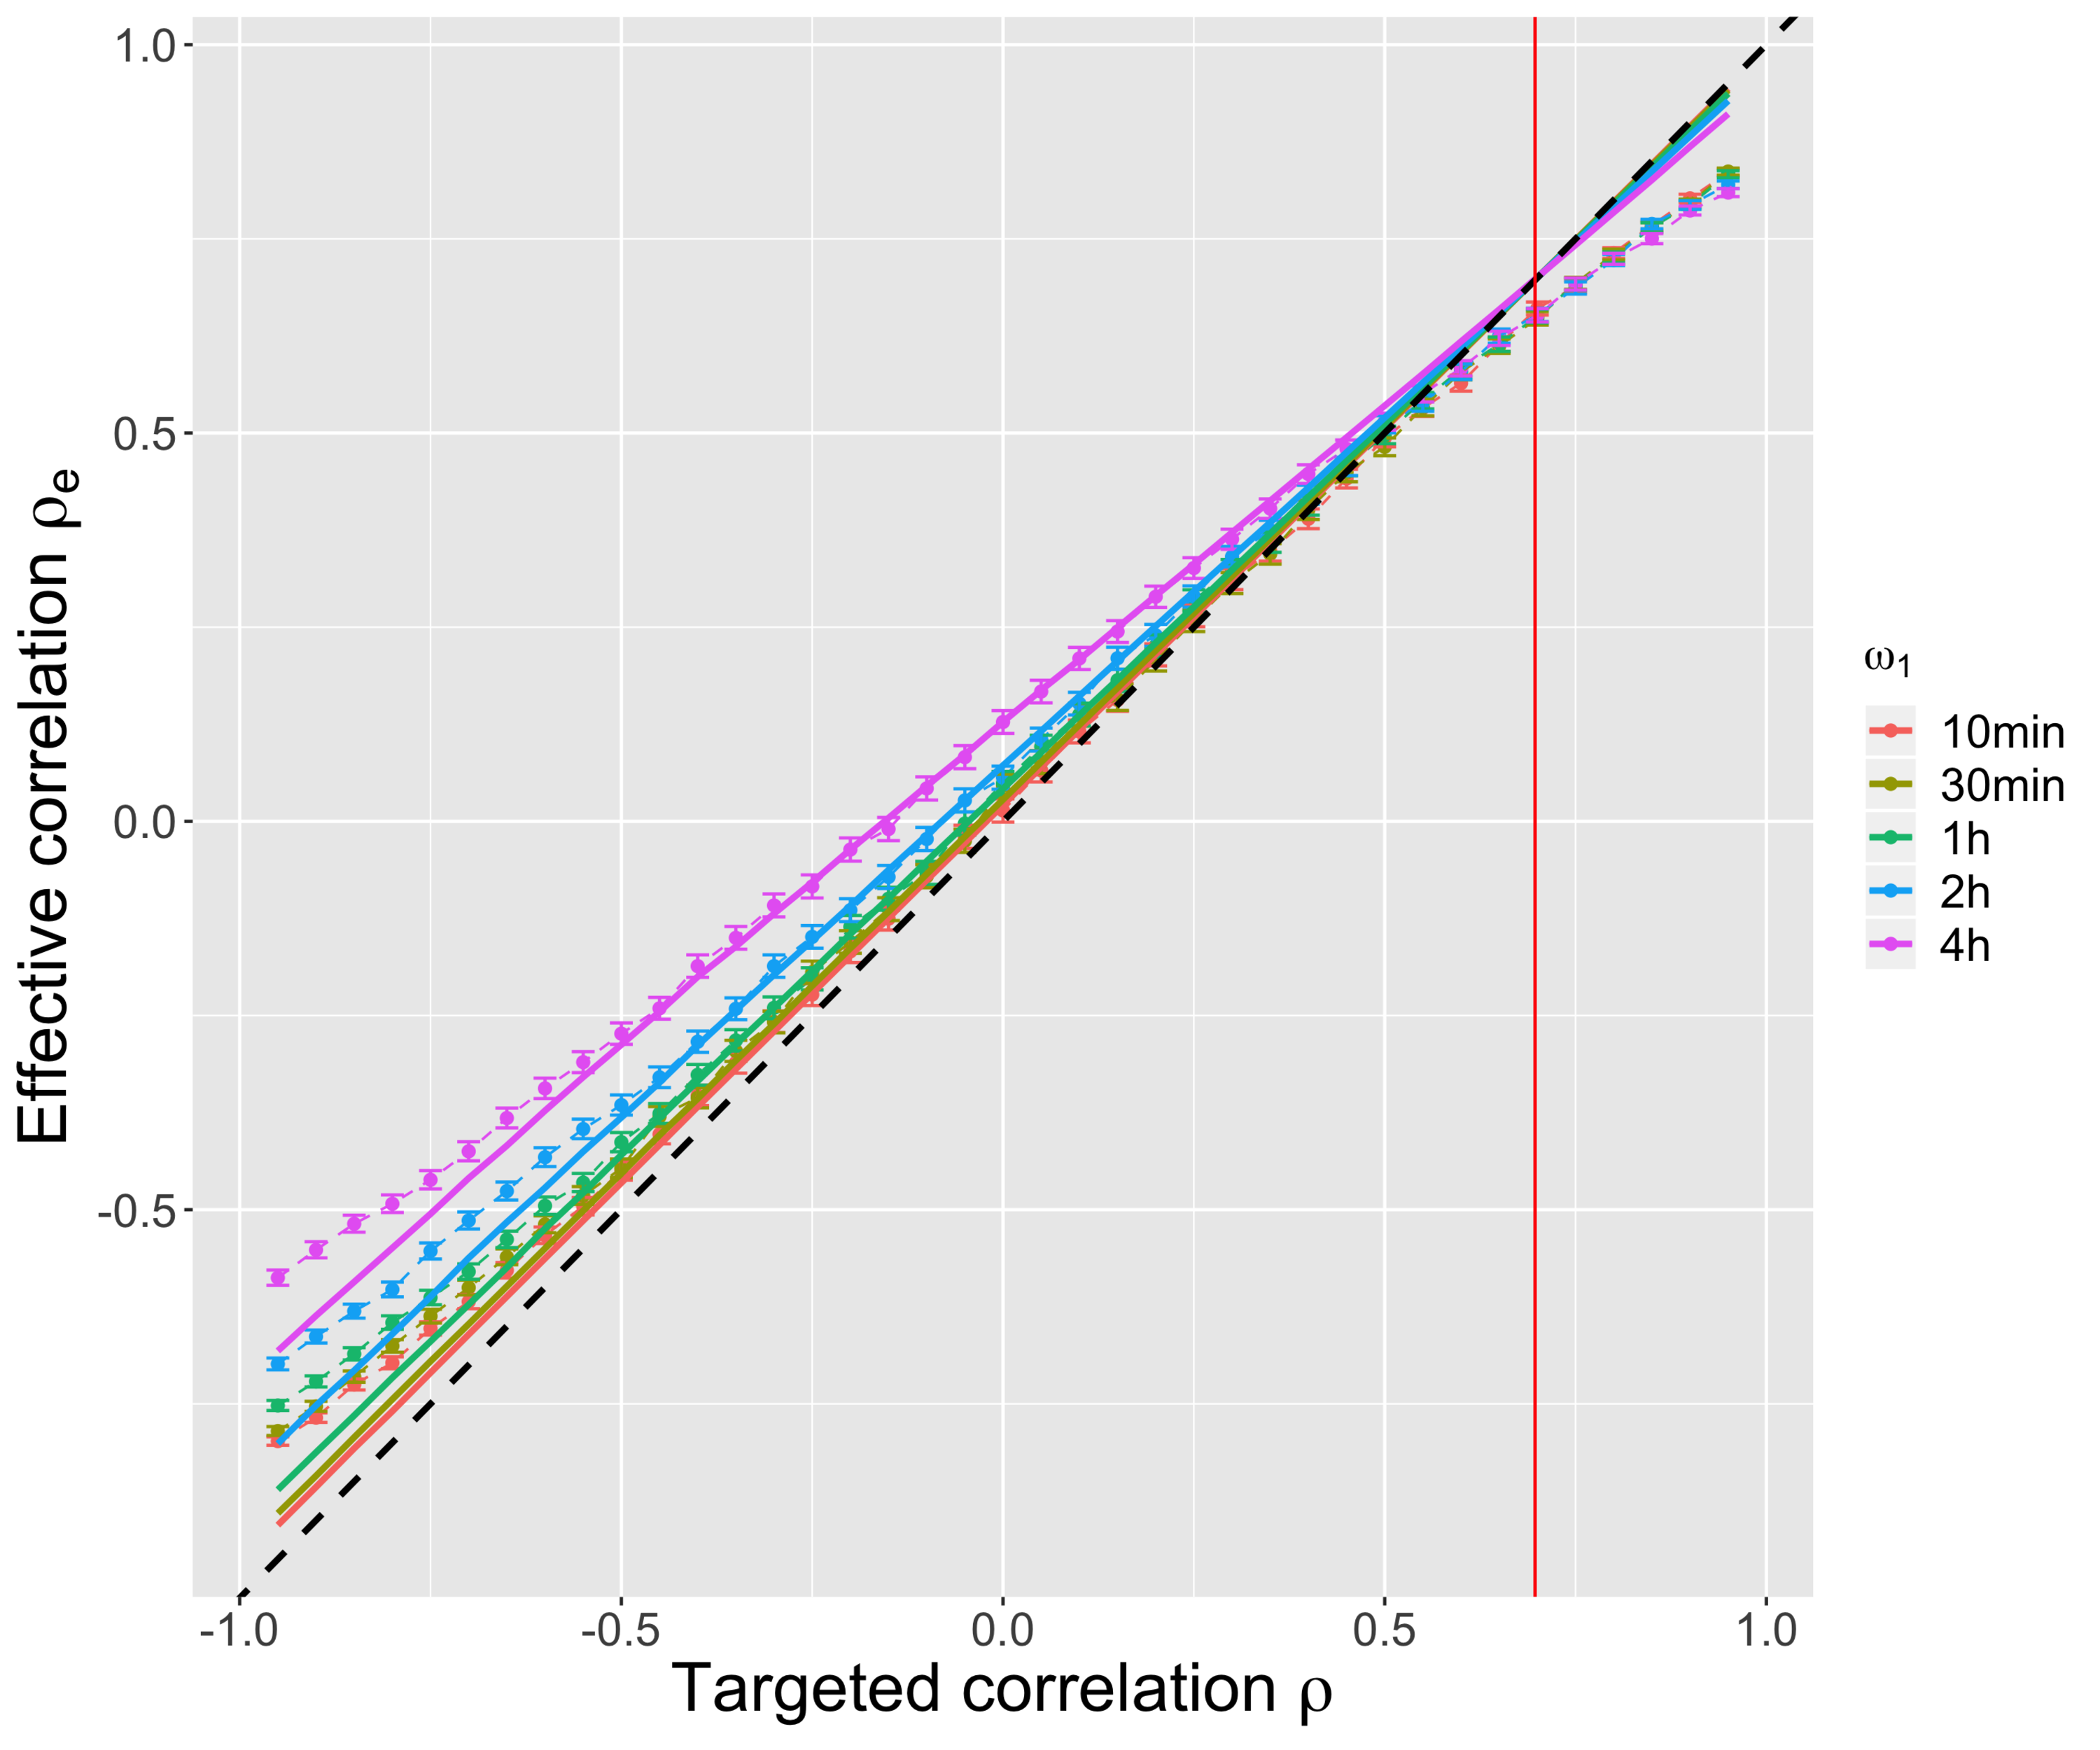 1.0
0.5
0.0
-0.5
-1.0
-0.5
0.0
0.5
1.0
Effective correlation ρe
Targeted correlation ρ
ω1
10min
30min
1h
2h
4h